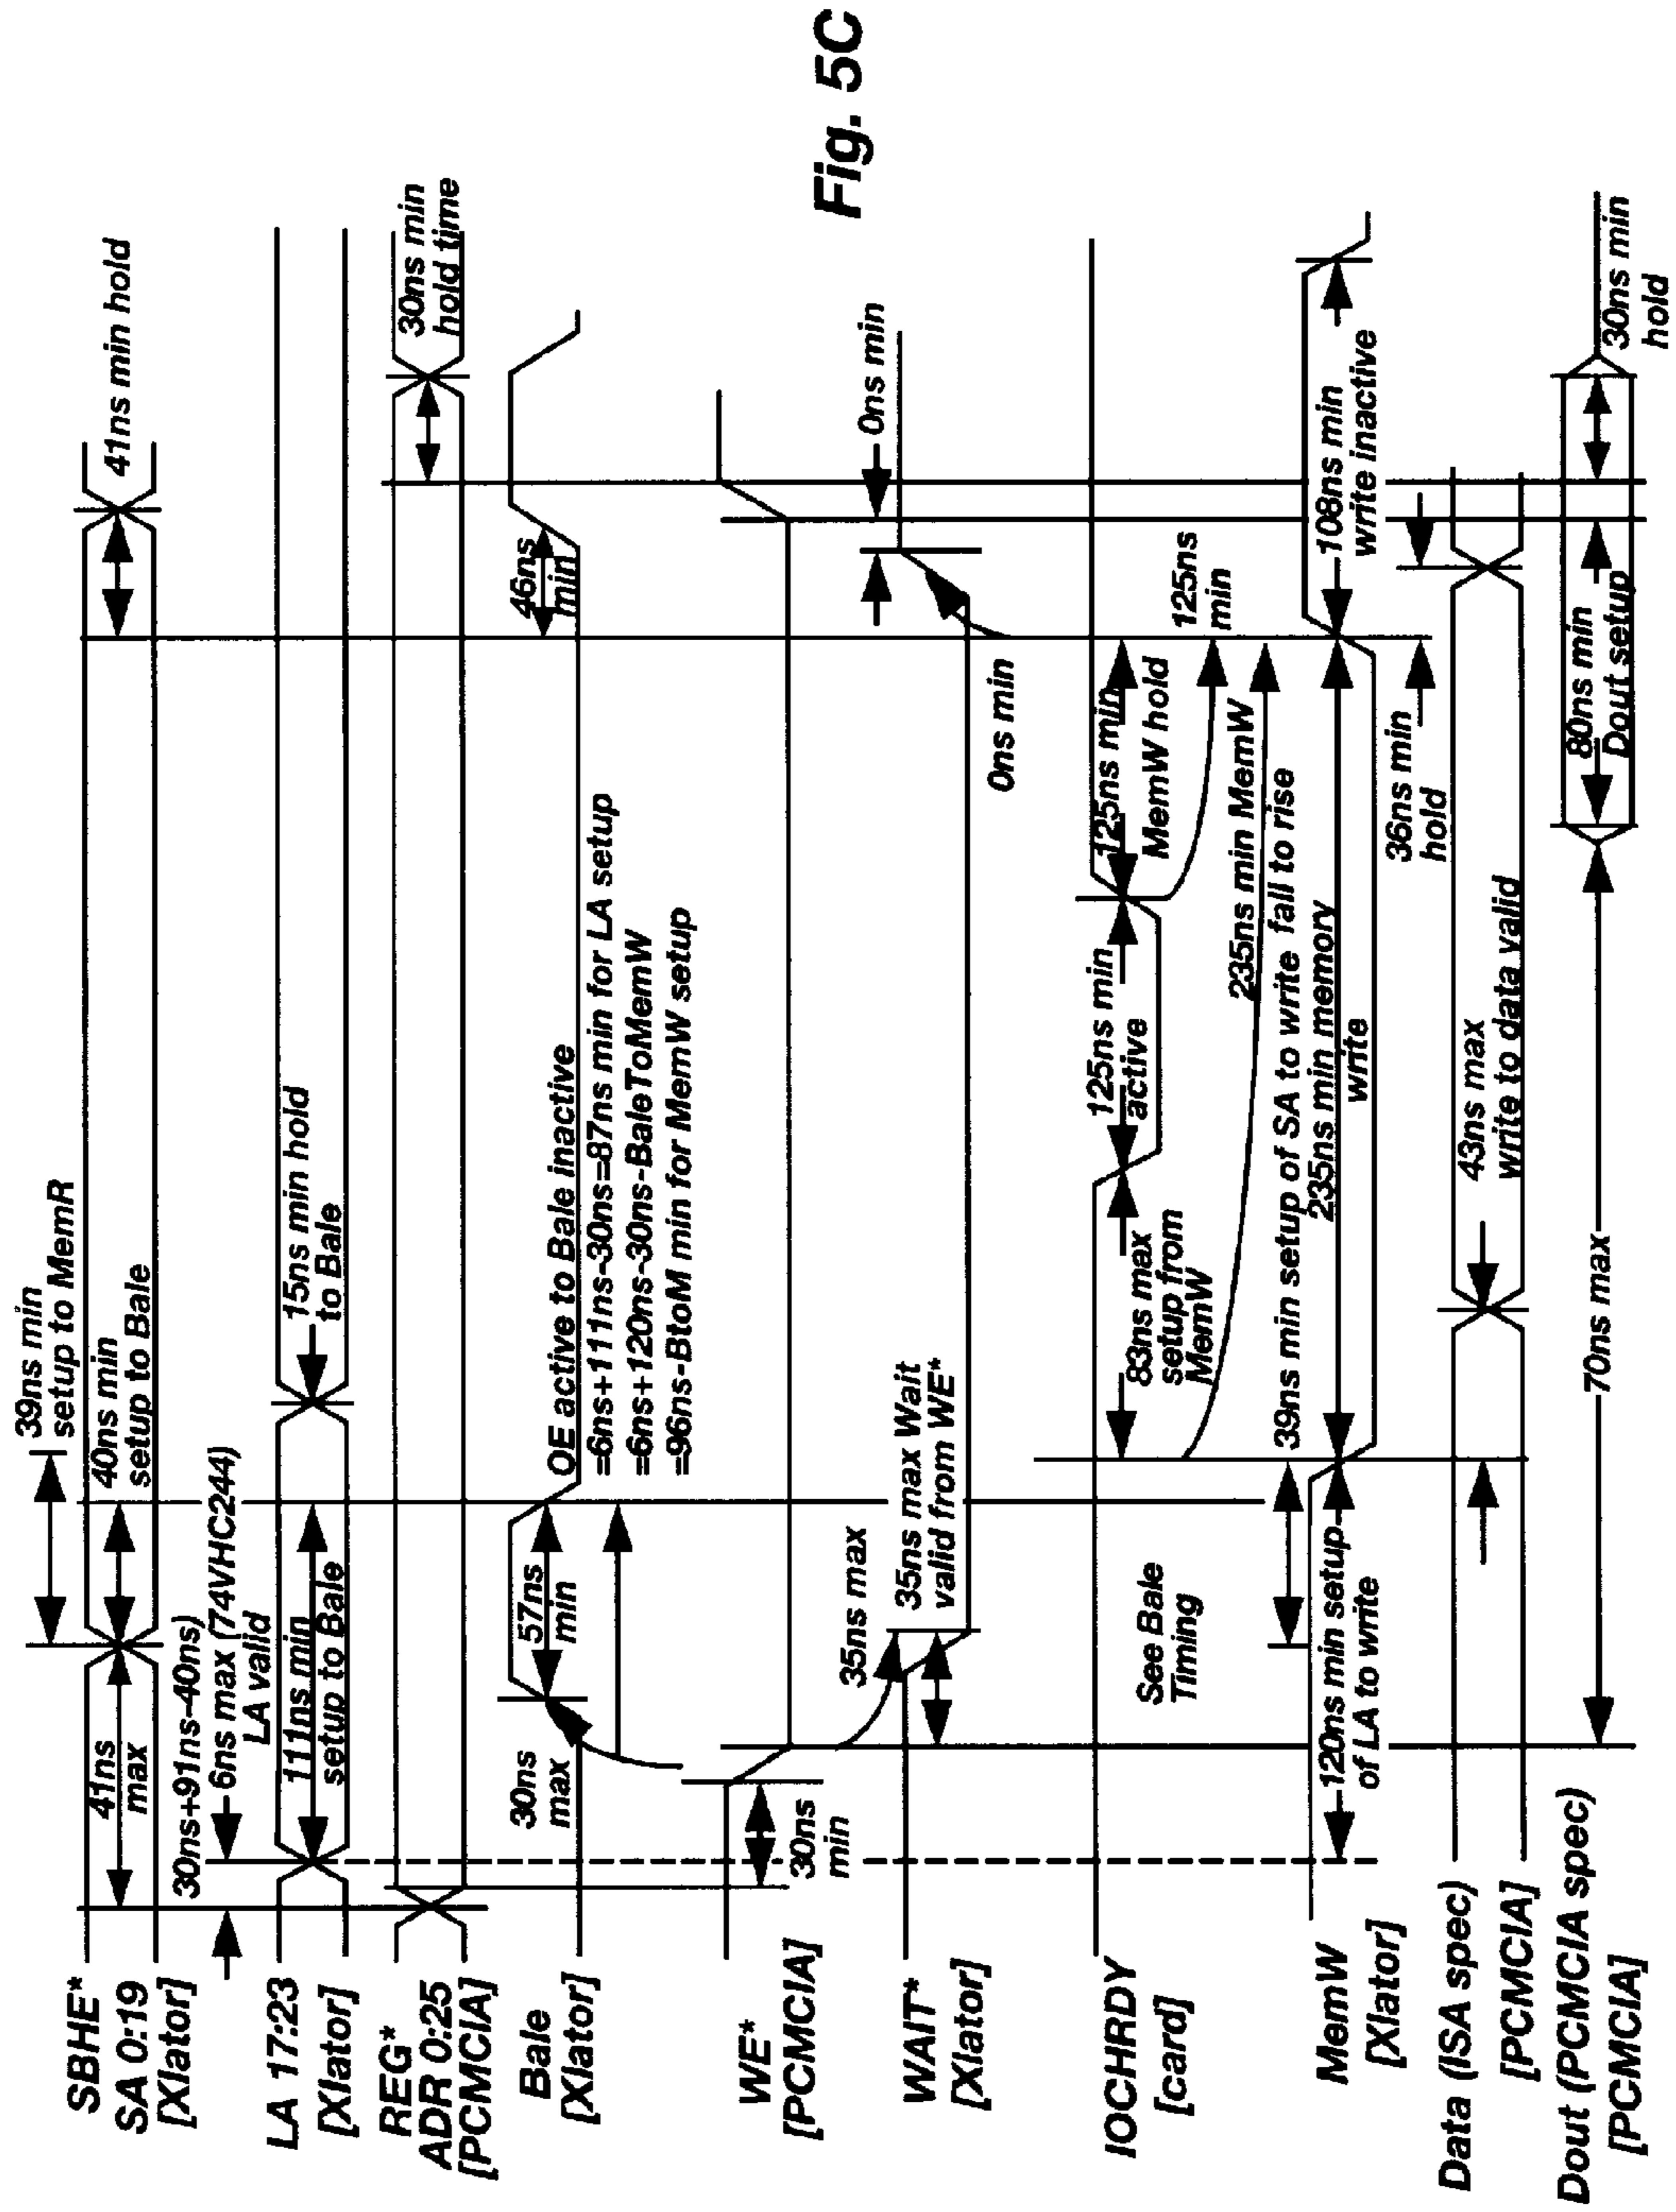 SBHE*
SA 0:19
[Xlator]
41ns
max
39ns min
setup to MemR
40ns min
setup to Bale
41ns min hold
30ns+91ns-40ns)
6ns max (74VHC244)
LA valid
LA 17:23
[Xlator]
111ns min
setup to Bale
15ns min hold
to Bale
REG*
ADR 0:25
[PCMCIA]
30ns min
hold time
Bale
[Xlator]
30ns
max
57ns
min
OE active to Bale inactive
=6ns+111ns-30ns=87ns min for LA setup
=6ns+120ns-30ns-BaleToMemW
=96ns-BtoM min for MemW setup
46ns
min
WE*
[PCMCIA]
30ns
min
WAIT*
[Xlator]
35ns max
35ns max Wait
valid from WE*
0ns min
0ns min
Fig. 5C
IOCHRDY
[card]
See Bale
Timing
83ns max
setup from
MemW
125ns min
active
125ns min
MemW hold
125ns
min
235ns min MemW
fall to rise
39ns min setup of SA to write
MemW
[Xlator]
120ns min setup
of LA to write
235ns min memory
write
108ns min
write inactive
Data (ISA spec)
[PCMCIA]
43ns max
write to data valid
36ns min
hold
Dout (PCMCIA spec)
[PCMCIA]
70ns max
80ns min
Dout setup
30ns min
hold